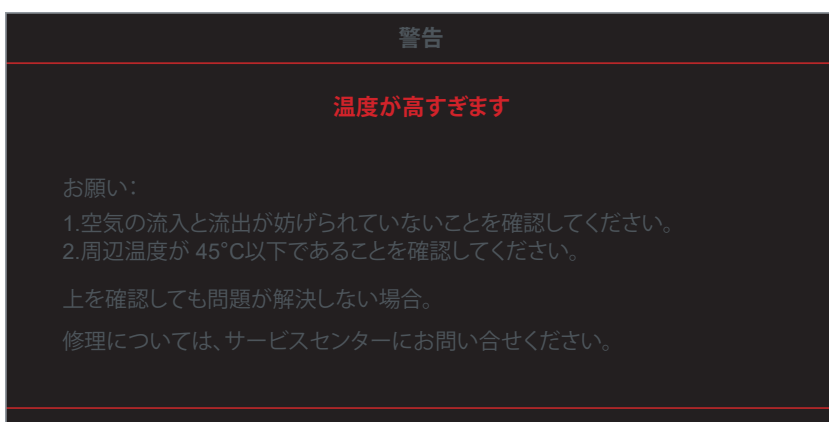 警告
温度が高すぎます
お願い：
1.空気の流入と流出が妨げられていないことを確認してください。
2.周辺温度が 45°C以下であることを確認してください。
上を確認しても問題が解決しない場合。
修理については、サービスセンターにお問い合せください。